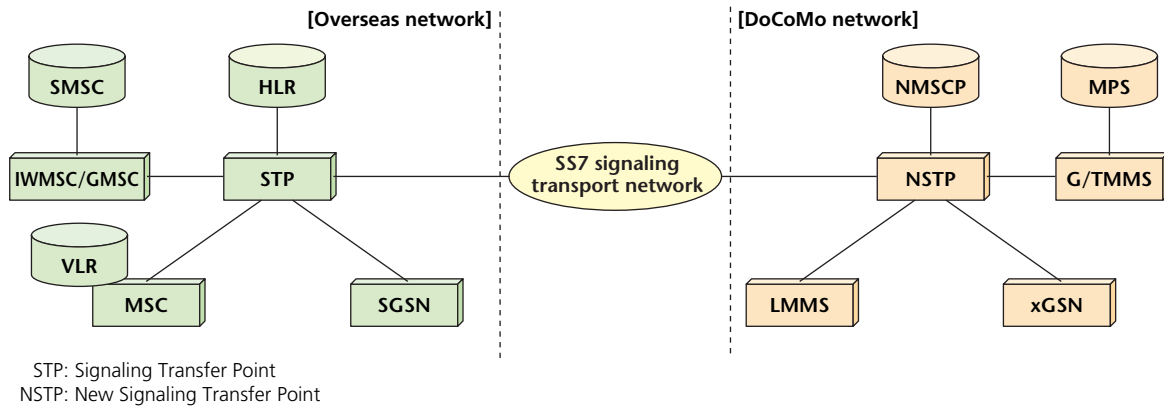 [Overseas network]
[DoCoMo network]
SMSC
HLR
NMSCP
MPS
IWMSC/GMSC
STP
SS7 signaling
transport network
NSTP
G/TMMS
VLR
MSC
SGSN
LMMS
xGSN
STP: Signaling Transfer Point
NSTP: New Signaling Transfer Point